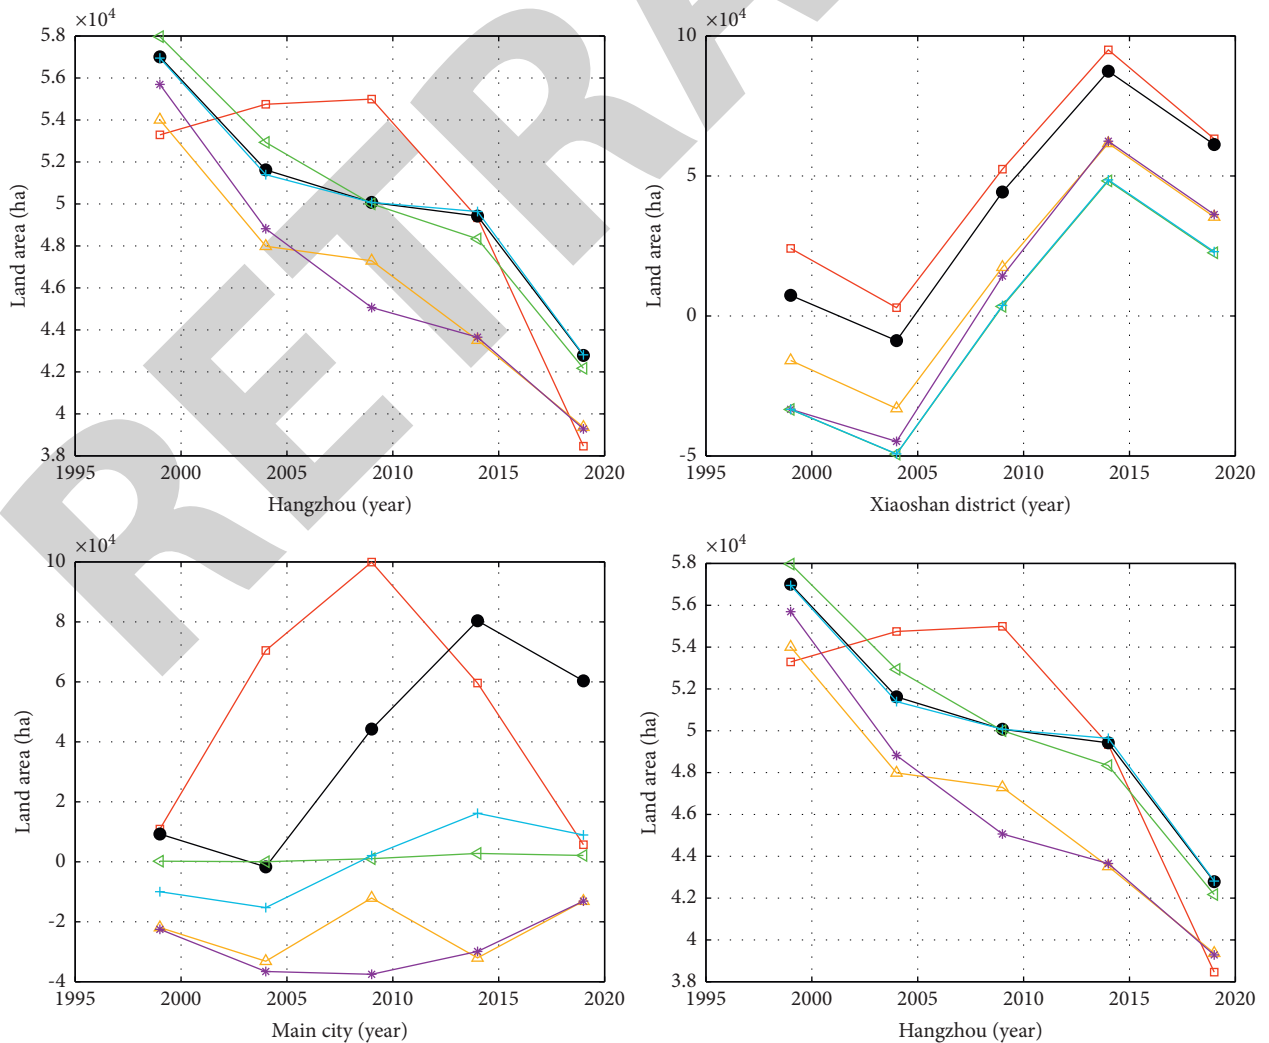 ×10⁴
5.8
5.6
5.4
5.2
5
4.8
4.6
4.4
4.2
4
3.8
Land area (ha)
1995 2000 2005 2010 2015 2020
Hangzhou (year)
×10⁴
10
5
0
-5
Land area (ha)
1995 2000 2005 2010 2015 2020
Xiaoshan district (year)
×10⁴
10
8
6
4
2
0
-2
-4
Land area (ha)
1995 2000 2005 2010 2015 2020
Main city (year)
×10⁴
5.8
5.6
5.4
5.2
5
4.8
4.6
4.4
4.2
4
3.8
Land area (ha)
1995 2000 2005 2010 2015 2020
Hangzhou (year)
RETRA